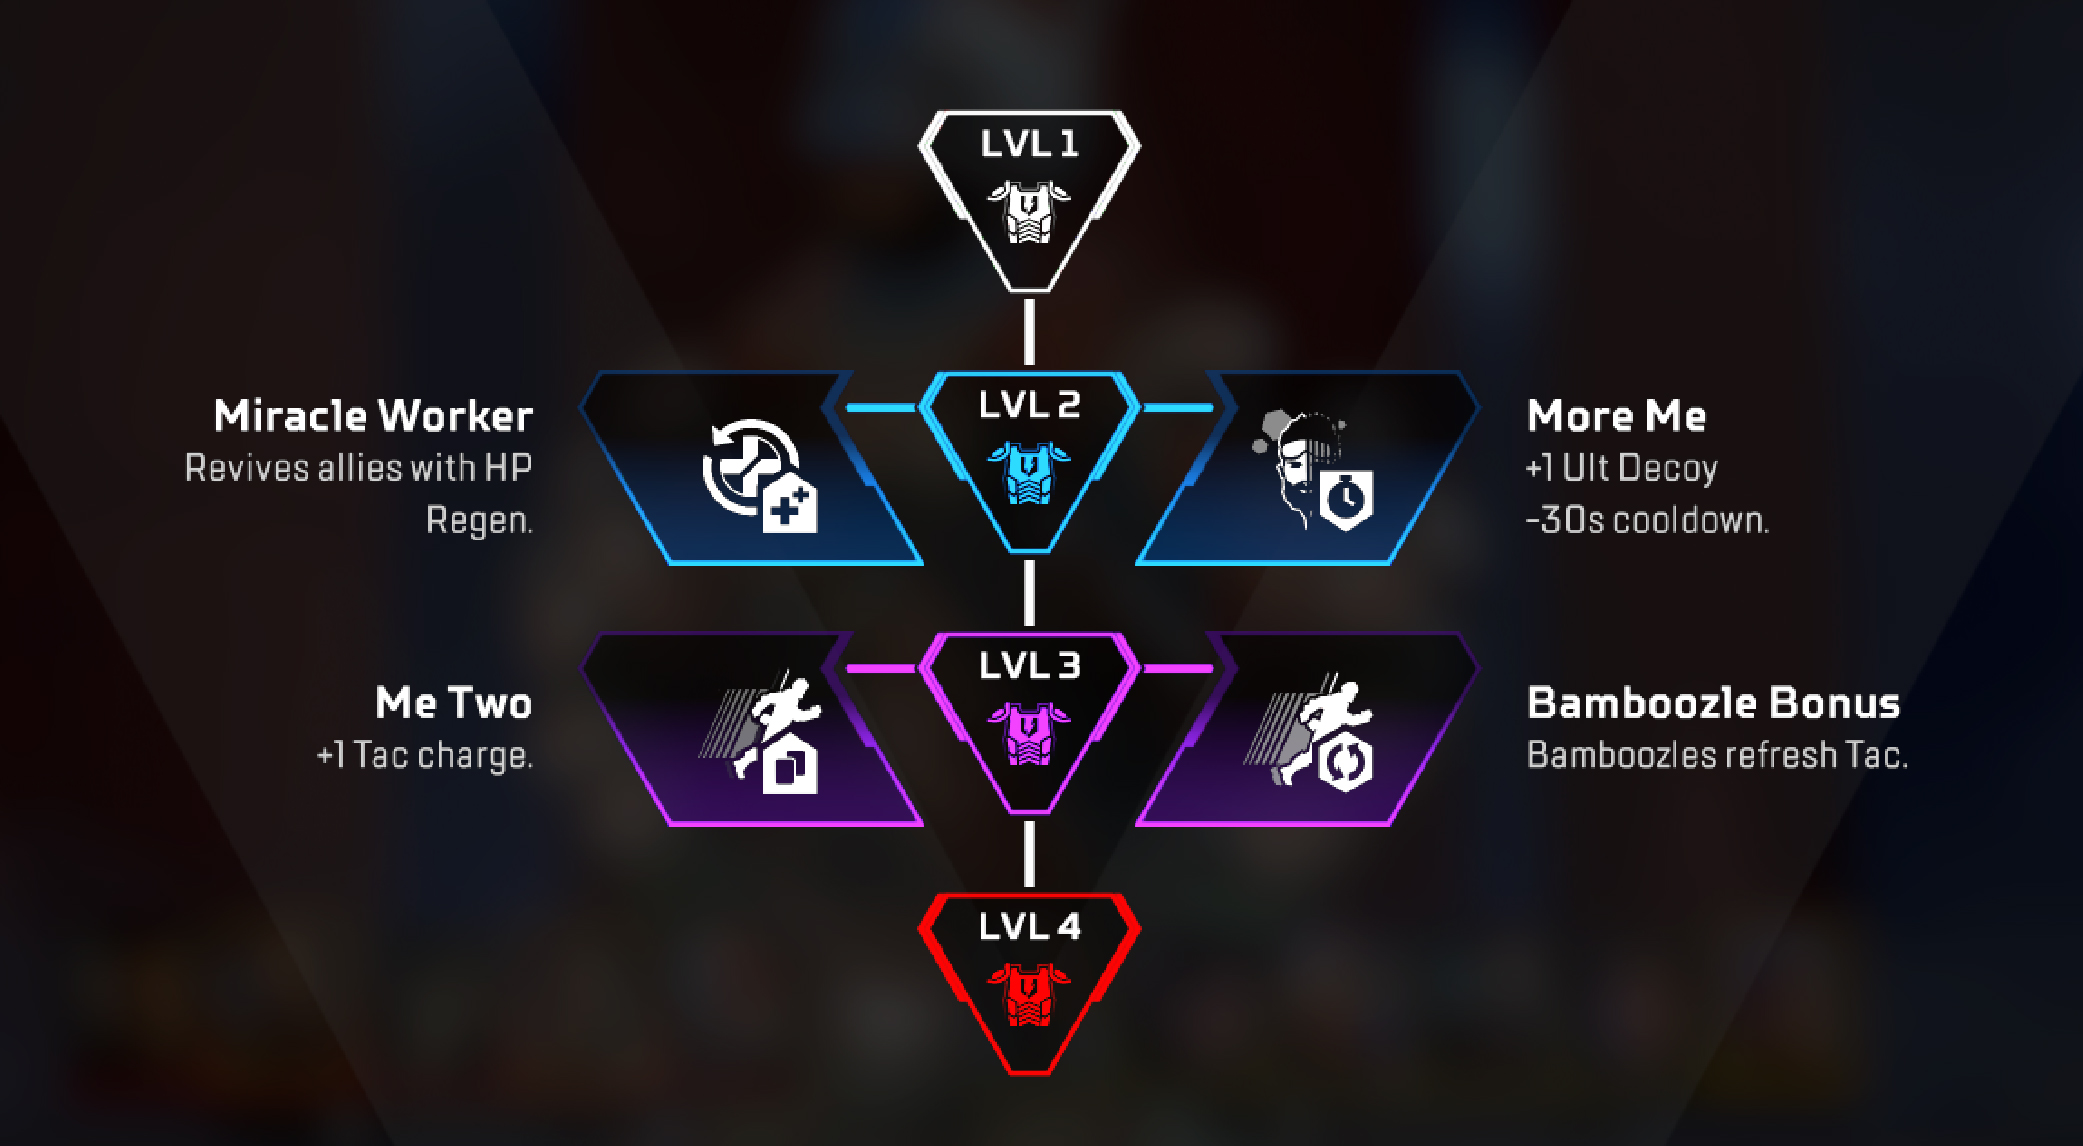 LVL 1
LVL 2
Miracle Worker
Revives allies with HP
Regen.
More Me
+1 Ult Decoy
-30s cooldown.
LVL 3
Me Two
+1 Tac charge.
Bamboozle Bonus
Bamboozles refresh Tac.
LVL 4